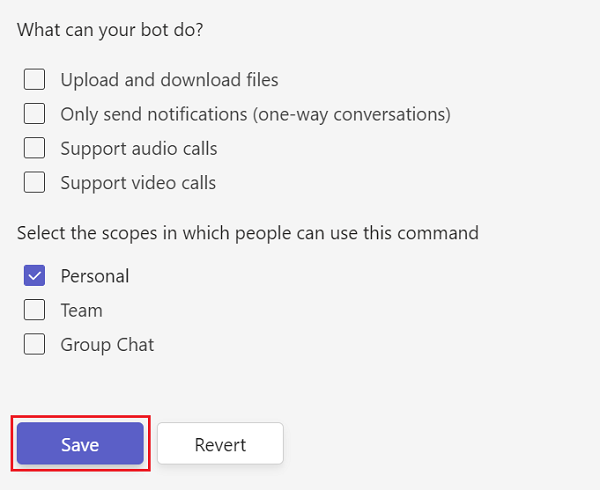 What can your bot do?
Upload and download files
Only send notifications (one-way conversations)
Support audio calls
Support video calls
Select the scopes in which people can use this command
Personal
Team
Group Chat
Save
Revert